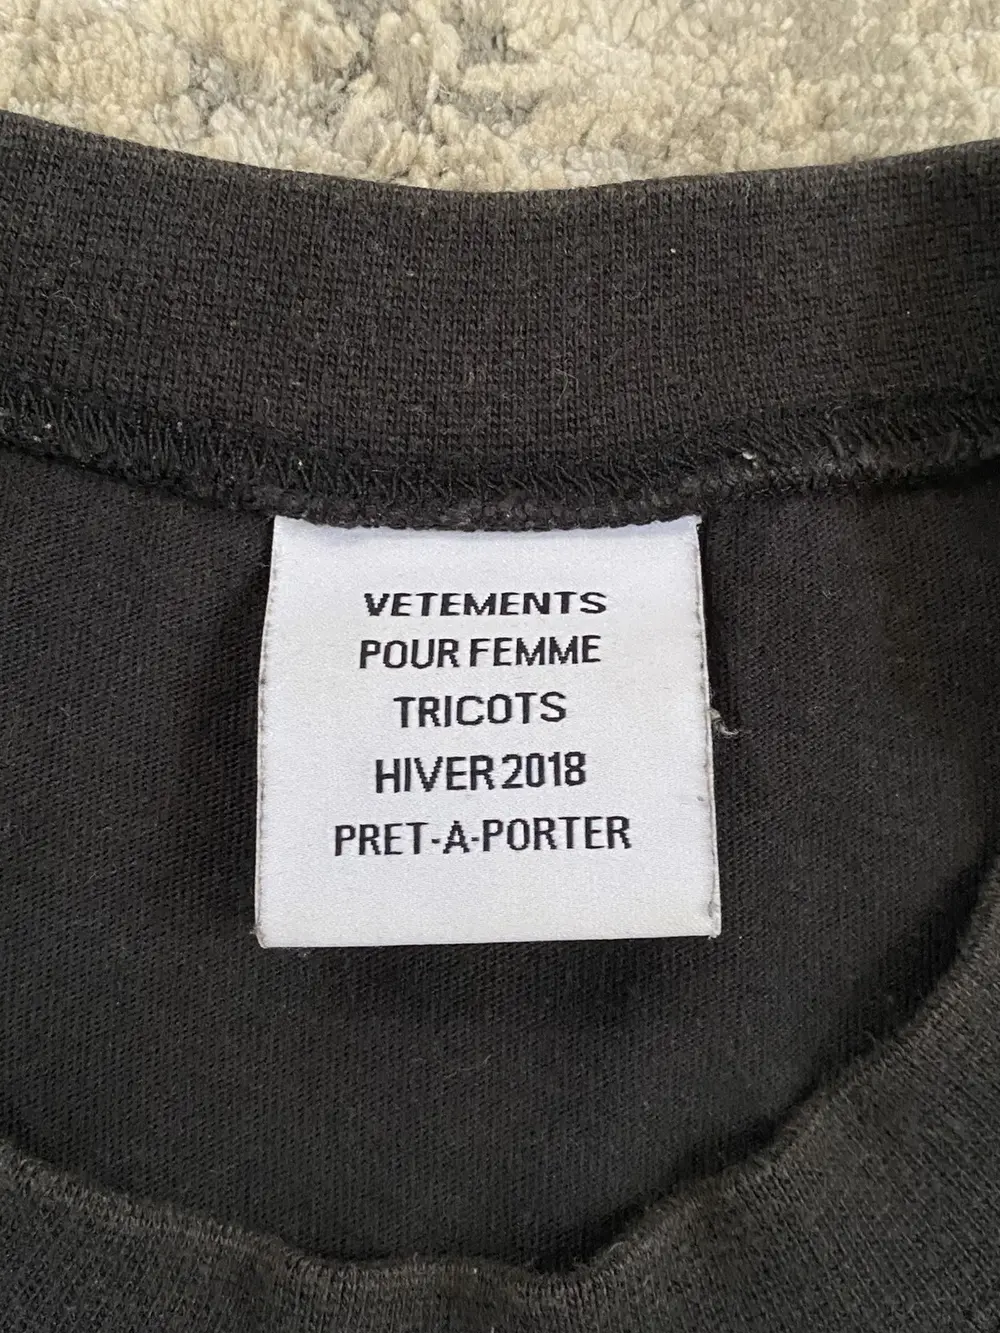 VETEMENTS
POUR FEMME
TRICOTS
HIVER 2018
PRET-A-PORTER